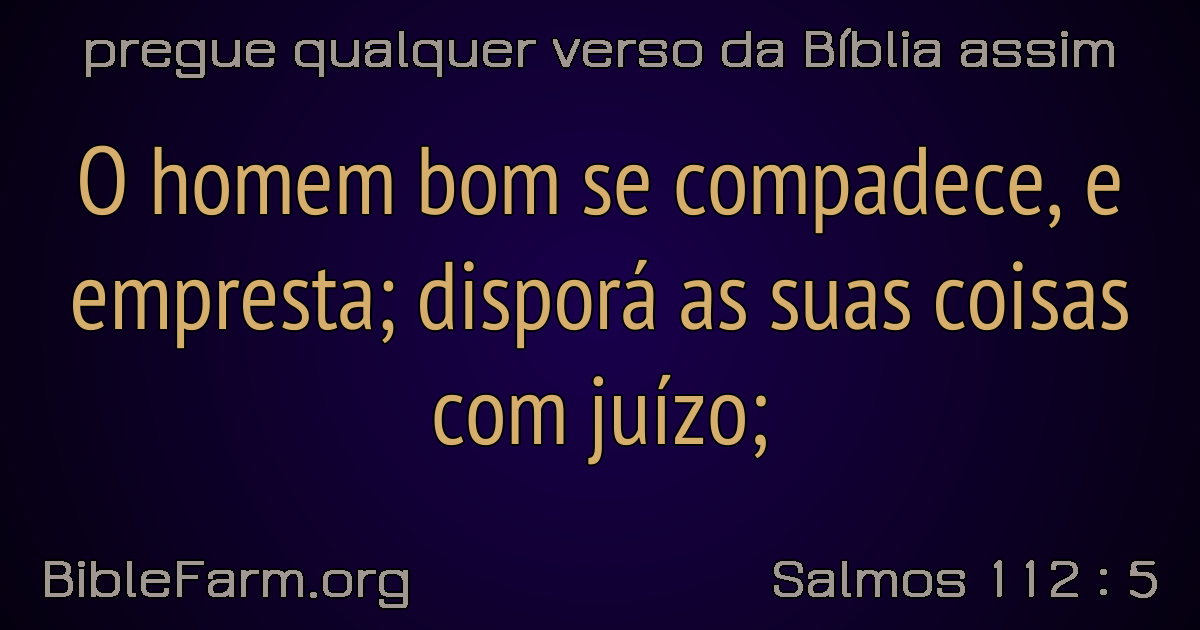 pregue qualquer verso da Bíblia assim
O homem bom se compadece, e
empresta; disporá as suas coisas
com juízo;
BibleFarm.org
Salmos 112 : 5